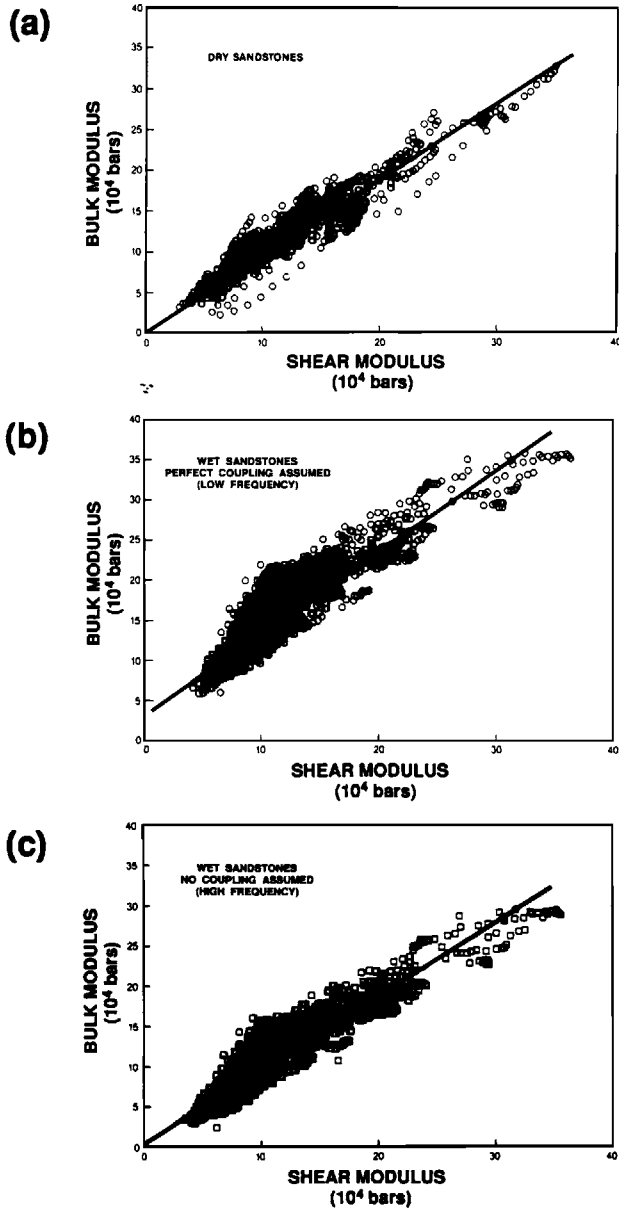 (a)
DRY SANDSTONES
BULK MODULUS
(10⁴ bars)
40
35
30
25
20
15
10
5
0
0 10 20 30 40
SHEAR MODULUS
(10⁴ bars)
(b)
WET SANDSTONES
PERFECT COUPLING ASSUMED
(LOW FREQUENCY)
BULK MODULUS
(10⁴ bars)
40
35
30
25
20
15
10
5
0
0 10 20 30 40
SHEAR MODULUS
(10⁴ bars)
(c)
WET SANDSTONES
NO COUPLING ASSUMED
(HIGH FREQUENCY)
BULK MODULUS
(10⁴ bars)
40
35
30
25
20
15
10
5
0
0 10 20 30 40
SHEAR MODULUS
(10⁴ bars)